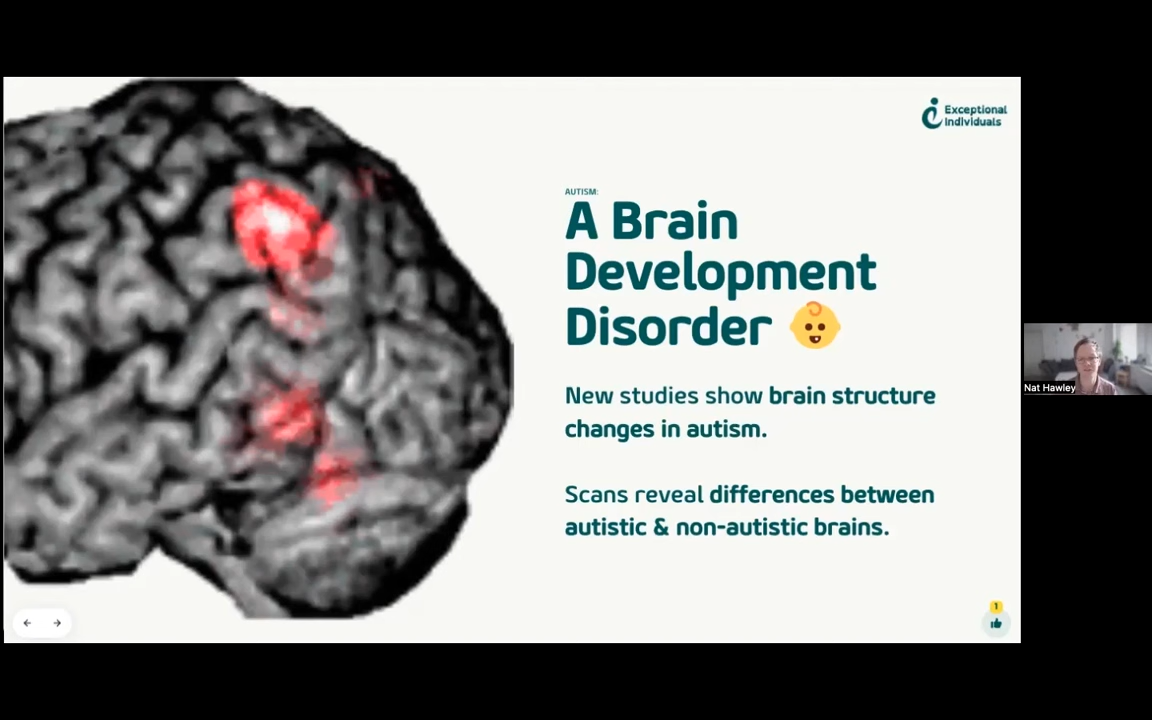 Exceptional
Individuals
AUTISM:
A Brain
Development
Disorder
New studies show brain structure
changes in autism.
Scans reveal differences between
autistic & non-autistic brains.
Nat Hawley
1